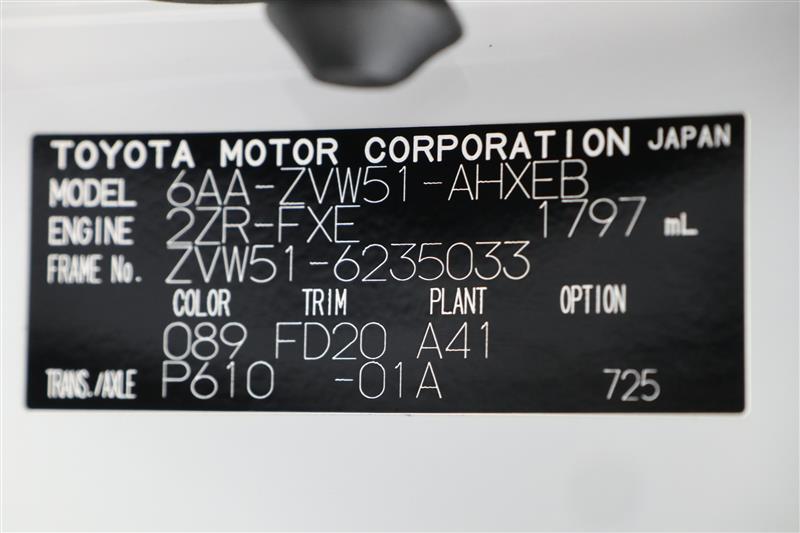 TOYOTA MOTOR CORPORATION JAPAN
MODEL 6AA-ZVW51-AHXEB
ENGINE 2ZR-FXE 1797 mL
FRAME No. ZVW51-6235033
COLOR TRIM PLANT OPTION
089 FD20 A41
TRANS./AXLE P610 -01A 725